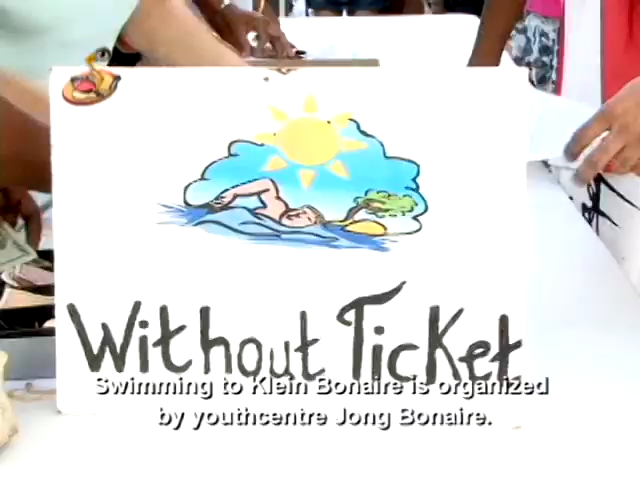 Without Ticket
Swimming to Klein Bonaire is organized
by youthcentre Jong Bonaire.